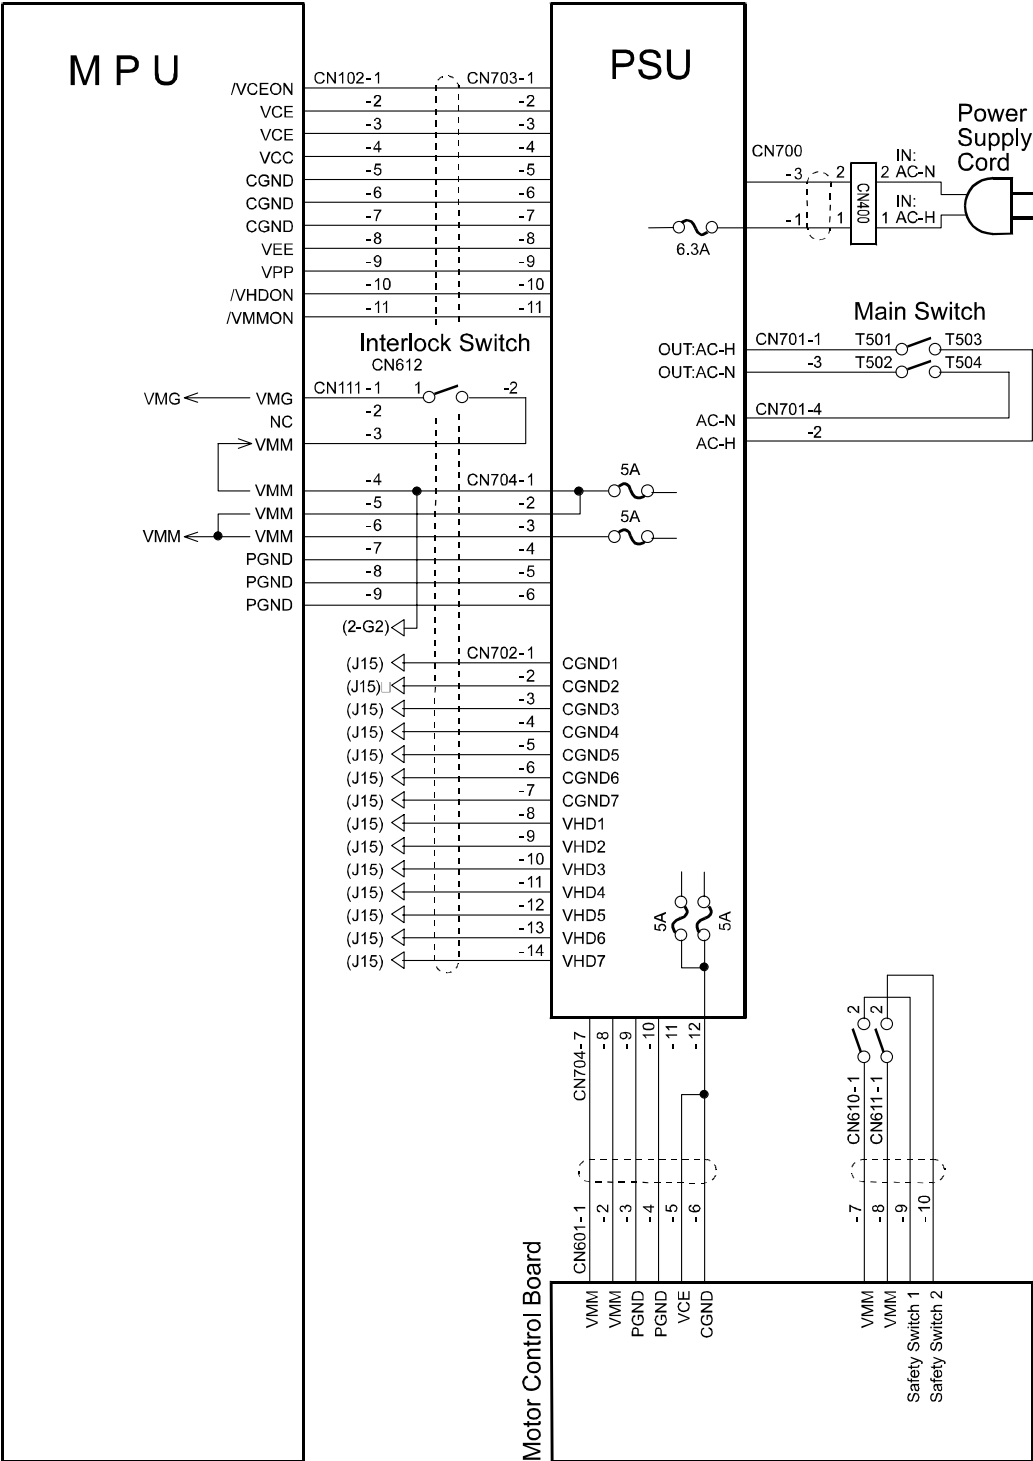 MPU
PSU
/VCEON CN102-1 CN703-1
VCE -2 -2
VCE -3 -3
VCC -4 -4
CGND -5 -5
CGND -6 -6
CGND -7 -7
VEE -8 -8
VPP -9 -9
/VHDON -10 -10
/VMMON -11 -11
Power
Supply
Cord
CN700
-3 2 CN400 2 IN:
AC-N
-1 1 1 IN:
AC-H
6.3A
Main Switch
OUT:AC-H CN701-1 T501 T503
OUT:AC-N -3 T502 T504
AC-N CN701-4
AC-H -2
Interlock Switch
CN612
VMG VMG CN111-1 1 -2
NC -2
VMM -3
VMM -4 CN704-1 5A
VMM -5 -2
VMM VMM -6 -3 5A
PGND -7 -4
PGND -8 -5
PGND -9 -6
(2-G2)
(J15) CN702-1 CGND1
(J15) -2 CGND2
(J15) -3 CGND3
(J15) -4 CGND4
(J15) -5 CGND5
(J15) -6 CGND6
(J15) -7 CGND7
(J15) -8 VHD1
(J15) -9 VHD2
(J15) -10 VHD3
(J15) -11 VHD4
(J15) -12 VHD5
(J15) -13 VHD6
(J15) -14 VHD7
5A 5A
CN704-7 -8 -9 -10 -11 -12
2 2
CN610-1 CN611-1
CN601-1 -2 -3 -4 -5 -6
-7 -8 -9 -10
Motor Control Board
VMM
VMM
PGND
PGND
VCE
CGND
VMM
VMM
Safety Switch 1
Safety Switch 2